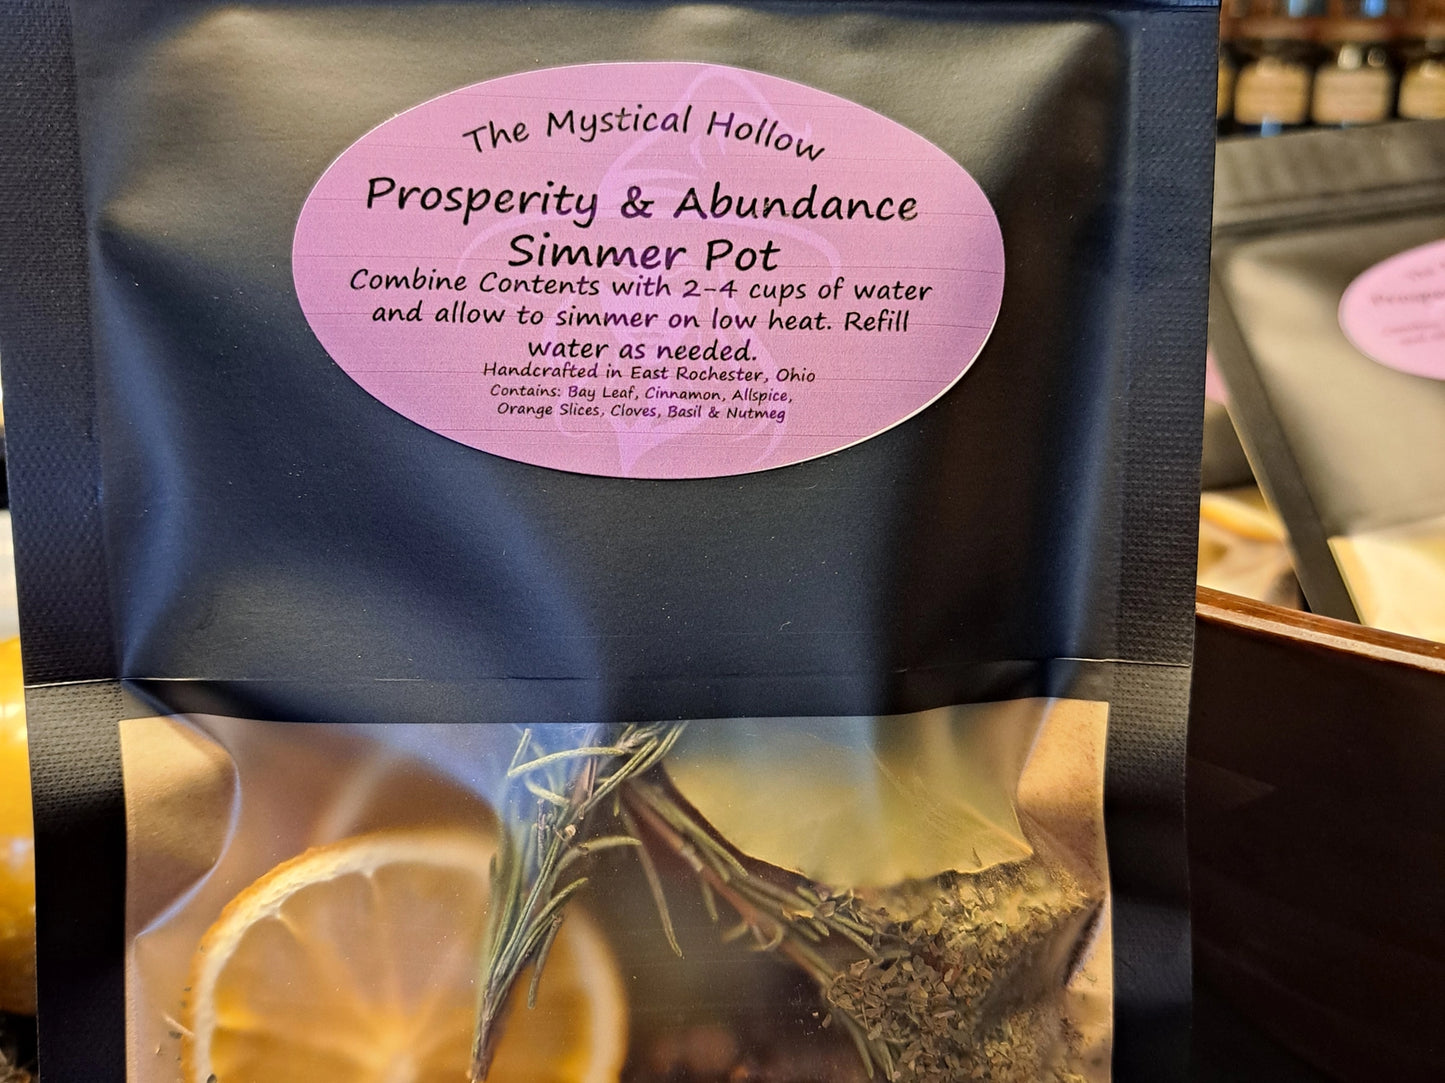 The Mystical Hollow
Prosperity & Abundance
Simmer Pot
Combine Contents with 2-4 cups of water
and allow to simmer on low heat. Refill
water as needed.
Handcrafted in East Rochester, Ohio
Contains: Bay Leaf, Cinnamon, Allspice,
Orange Slices, Cloves, Basil & Nutmeg